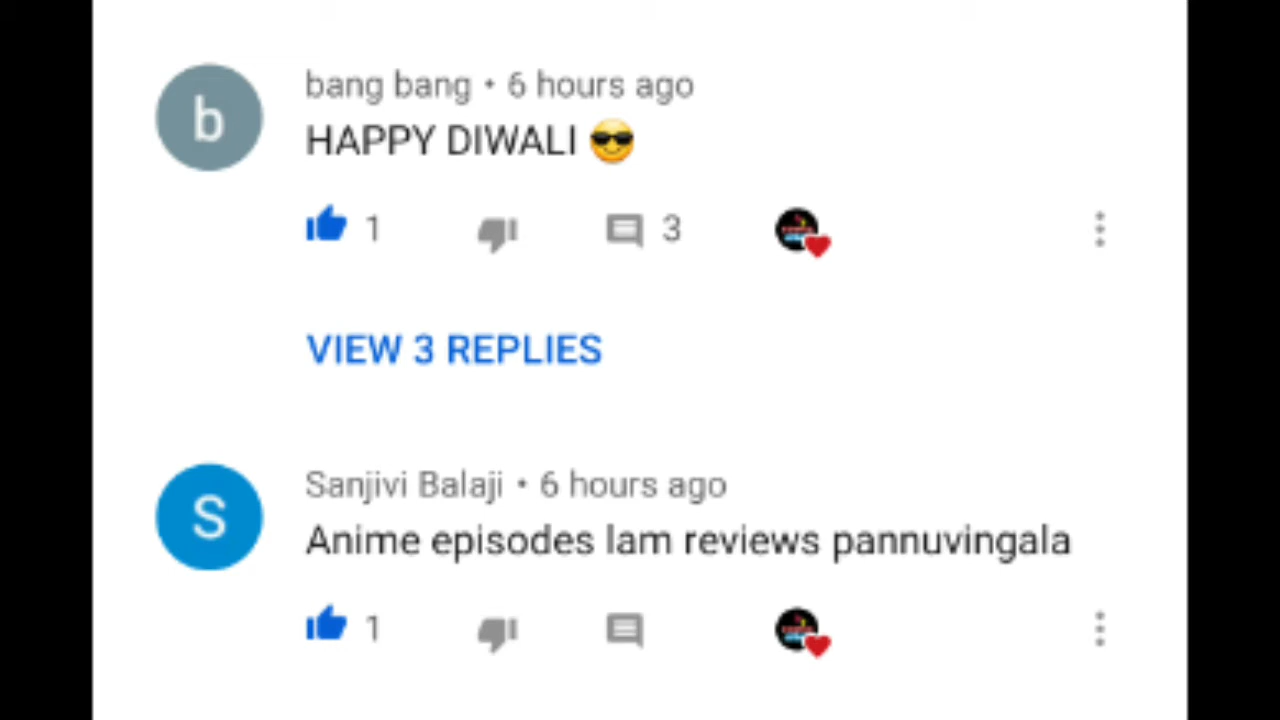 b
bang bang • 6 hours ago
HAPPY DIWALI 😎
1 3
VIEW 3 REPLIES
S
Sanjivi Balaji • 6 hours ago
Anime episodes lam reviews pannuvingala
1